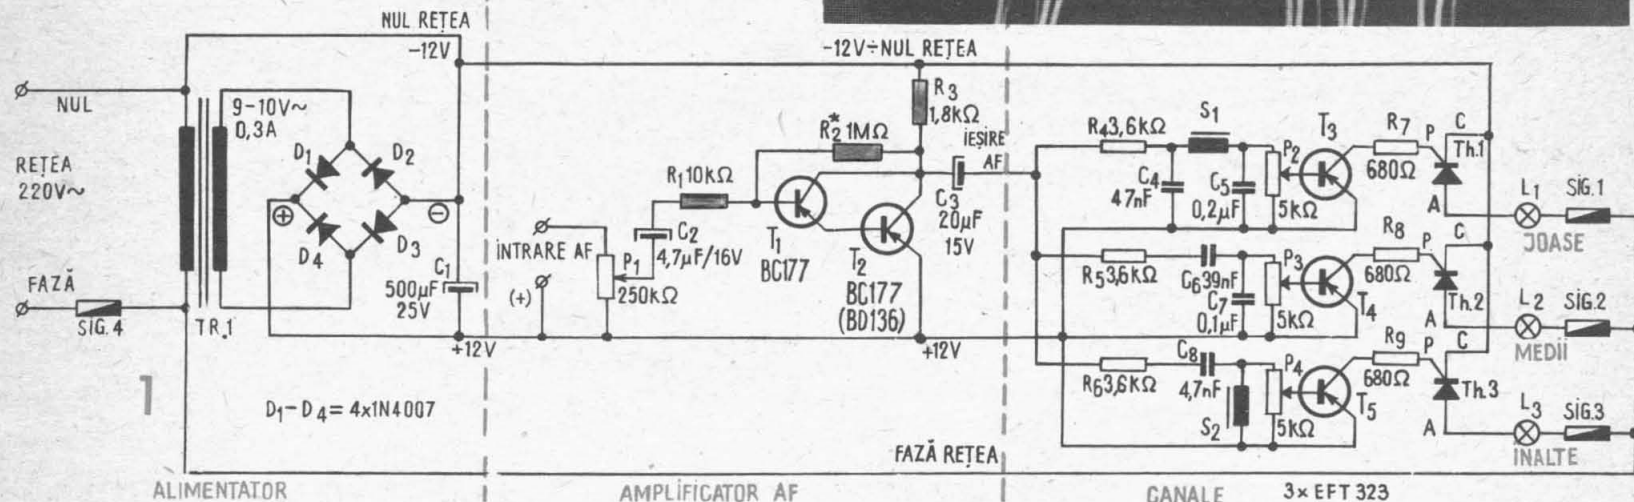 NUL REȚEA
-12V
-12V÷NUL REȚEA
NUL
REȚEA
220V~
FAZĂ
SIG.4
TR.1
9-10V~
0,3A
D1
D2
D3
D4
⊕
⊖
C1
500µF
25V
+12V
D1-D4=4x1N4007
1
ALIMENTATOR
ÎNTRARE AF
(+)
P1
250kΩ
C2
4,7µF/16V
R1 10kΩ
R2* 1MΩ
R3
1,8kΩ
T1
BC177
T2
BC177
(BD136)
C3
20µF
15V
IEȘIRE
AF
+12V
FAZĂ REȚEA
AMPLIFICATOR AF
R4 3,6kΩ
S1
C4
47nF
C5
0,2µF
P2
5kΩ
T3
R7
680Ω
P
C
Th.1
A
L1
SIG.1
JOASE
R5 3,6kΩ
C6 39nF
C7
0,1µF
P3
5kΩ
T4
R8
680Ω
P
C
Th.2
A
L2
SIG.2
MEDII
R6 3,6kΩ
C8
4,7nF
S2
P4
5kΩ
T5
R9
680Ω
P
C
Th.3
A
L3
SIG.3
INALTE
CANALE
3x EFT 323